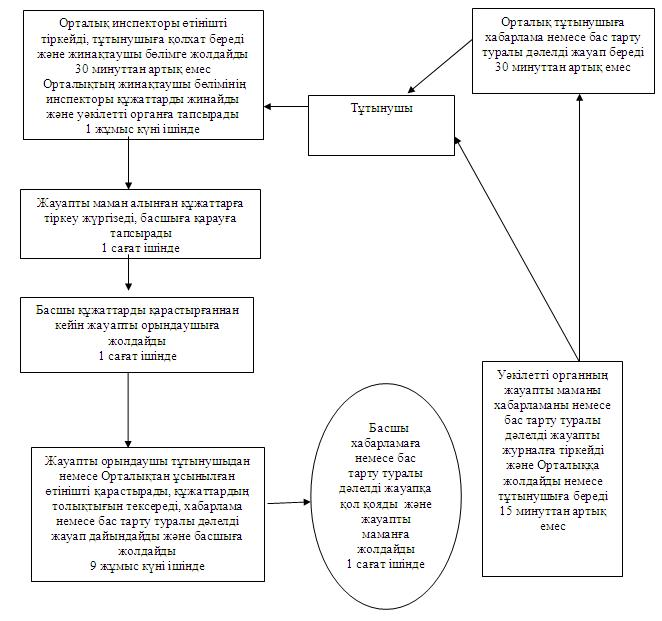 Орталық инспекторы өтінішті
тіркейді, тұтынушыға қолхат береді
және жинақтаушы бөлімге жолдайды
30 минуттан артық емес
Орталықтың жинақтаушы бөлімінің
инспекторы құжаттарды жинайды
және уәкілетті органға тапсырады
1 жұмыс күні ішінде
Тұтынушы
Орталық тұтынушыға
хабарлама немесе бас тарту
туралы дәлелді жауап береді
30 минуттан артық емес
Жауапты маман алынған құжаттарға
тіркеу жүргізеді, басшыға қарауға
тапсырады
1 сағат ішінде
Басшы құжаттарды қарастырғаннан
кейін жауапты орындаушыға
жолдайды
1 сағат ішінде
Жауапты орындаушы тұтынушыдан
немесе Орталықтан ұсынылған
өтінішті қарастырады, құжаттардың
толықтығын тексереді, хабарлама
немесе бас тарту туралы дәлелді
жауап дайындайды және басшыға
жолдайды
9 жұмыс күні ішінде
Басшы
хабарламаға
немесе бас
тарту туралы
дәлелді жауапқа
қол қояды және
жауапты
маманға
жолдайды
1 сағат ішінде
Уәкілетті органның
жауапты маманы
хабарламаны немесе
бас тарту туралы
дәлелді жауапты
журналға тіркейді
және Орталыққа
жолдайды немесе
тұтынушыға береді
15 минуттан артық
емес